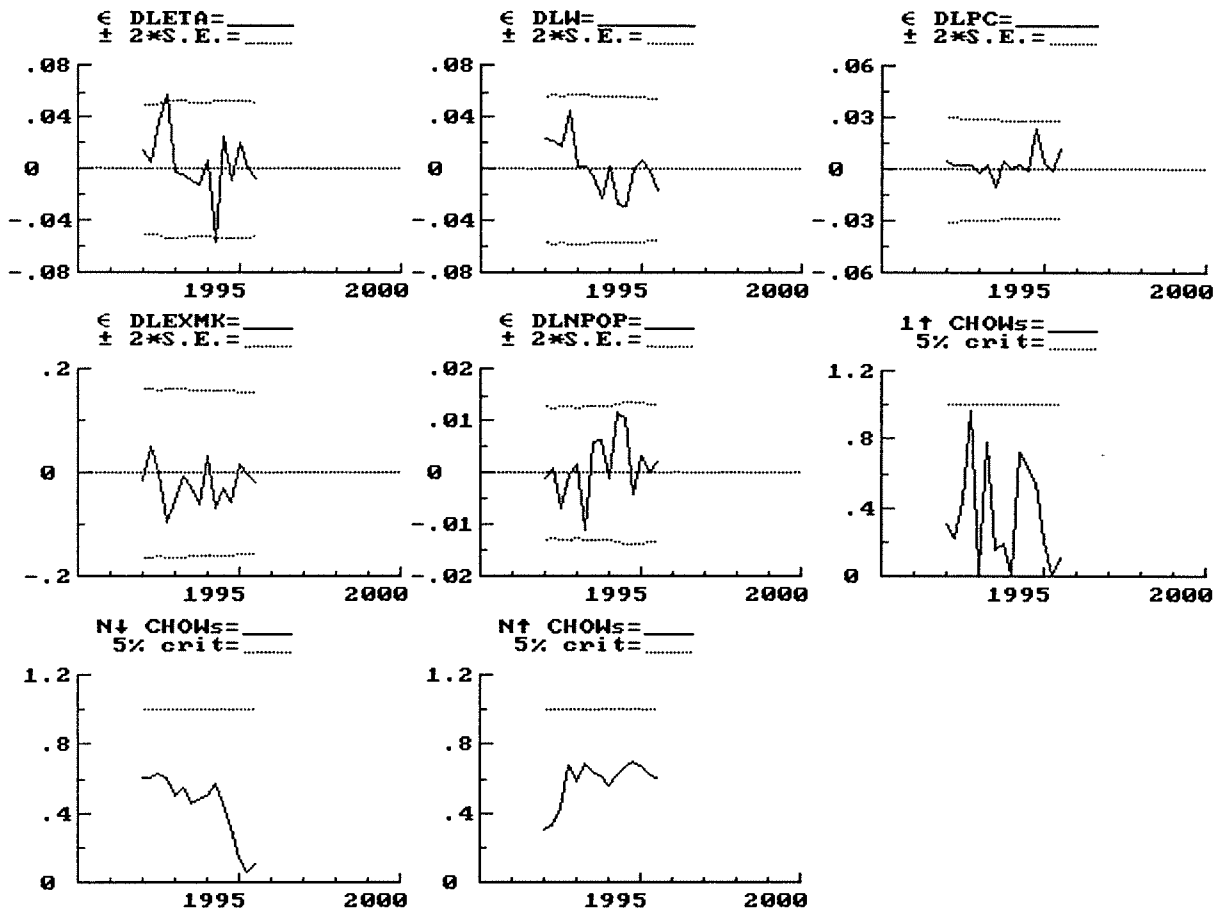 ∈ DLETA=
± 2*S.E.=
.08
.04
0
-.04
-.08
1995 2000
∈ DLW=
± 2*S.E.=
.08
.04
0
-.04
-.08
1995 2000
∈ DLPC=
± 2*S.E.=
.06
.03
0
-.03
-.06
1995 2000
∈ DLEXMK=
± 2*S.E.=
.2
.1
0
-.1
-.2
1995 2000
∈ DLNPOP=
± 2*S.E.=
.02
.01
0
-.01
-.02
1995 2000
1↑ CHOWs=
5% crit=
1.2
.8
.4
0
1995 2000
N↓ CHOWs=
5% crit=
1.2
.8
.4
0
1995 2000
N↑ CHOWs=
5% crit=
1.2
.8
.4
0
1995 2000